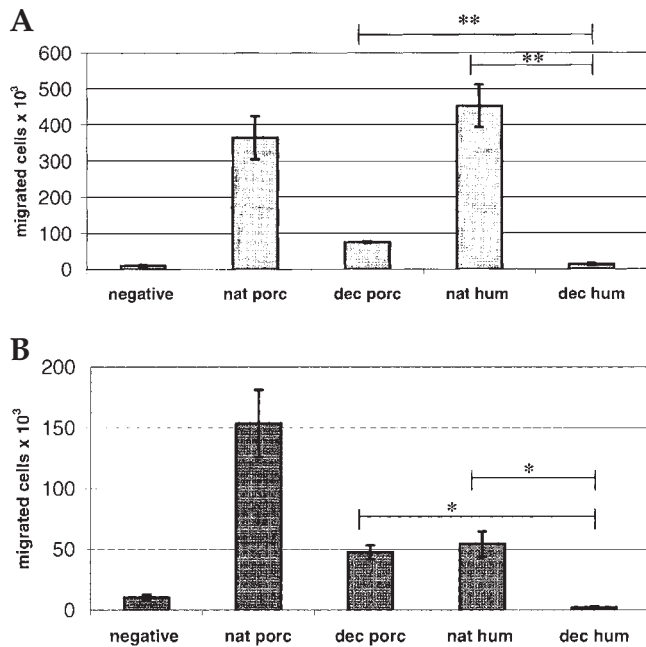 A
**
**
migrated cells x 10³
600
500
400
300
200
100
0
negative nat porc dec porc nat hum dec hum
B
*
*
migrated cells x 10³
200
150
100
50
0
negative nat porc dec porc nat hum dec hum